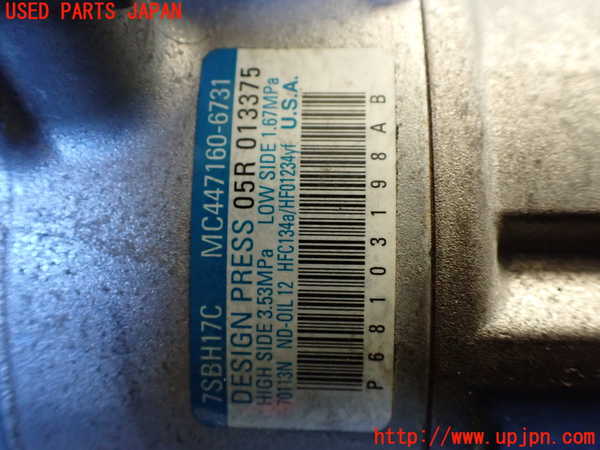 USED PARTS JAPAN
7SBH17C MC447160-6731
DESIGN PRESS 05R 013375
HIGH SIDE 3.53MPa LOW SIDE 1.67MPa
70113N ND-OIL 12 HFC134a/HFO1234yf U.S.A.
P68103198AB
http://www.upjpn.com/